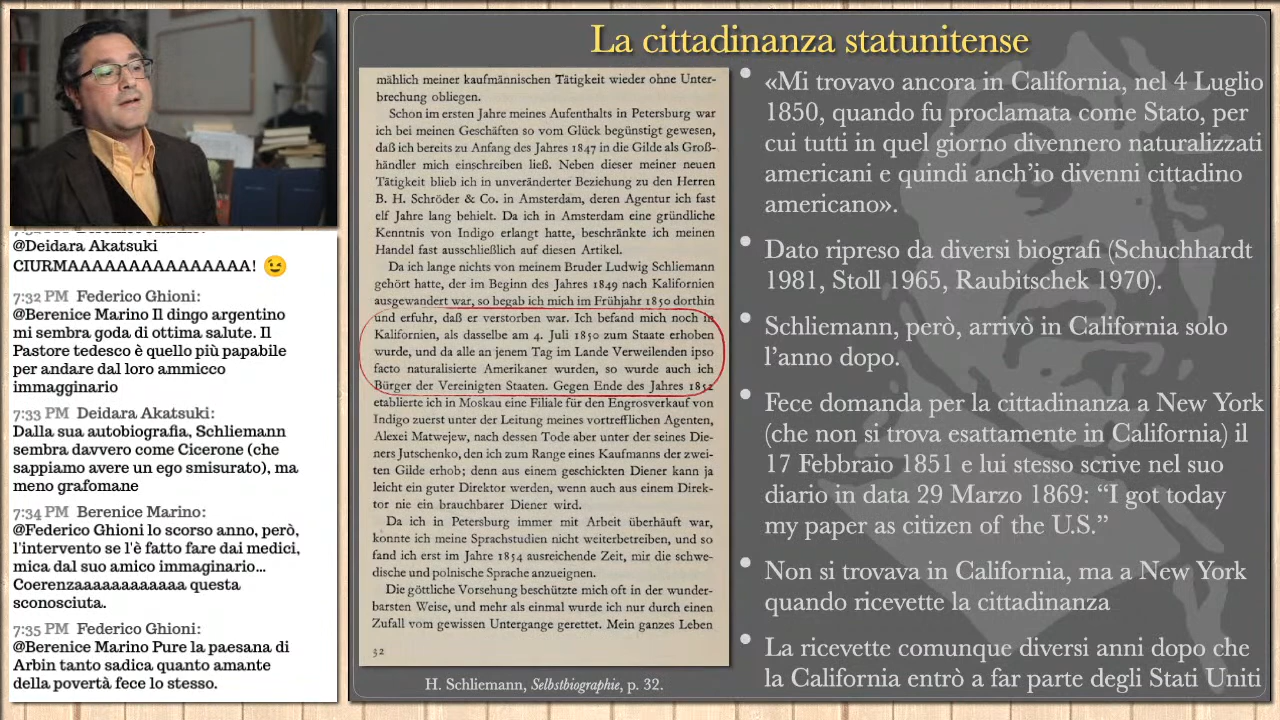 La cittadinanza statunitense
@Deidara Akatsuki
CIURMAAAAAAAAAAAAAAA! 😉
7:32 PM Federico Ghioni:
@Berenice Marino Il dingo argentino
mi sembra goda di ottima salute. Il
Pastore tedesco è quello più papabile
per andare dal loro ammicco
immagginario
7:33 PM Deidara Akatsuki:
Dalla sua autobiografia, Schliemann
sembra davvero come Cicerone (che
sappiamo avere un ego smisurato), ma
meno grafomane
7:34 PM Berenice Marino:
@Federico Ghioni lo scorso anno, però,
l'intervento se l'è fatto fare dai medici,
mica dal suo amico immaginario...
Coerenzaaaaaaaaaaaa questa
sconosciuta.
7:35 PM Federico Ghioni:
@Berenice Marino Pure la paesana di
Arbin tanto sadica quanto amante
della povertà fece lo stesso.
mählich meiner kaufmännischen Tätigkeit wieder ohne Unter-
brechung obliegen.
Schon im ersten Jahre meines Aufenthalts in Petersburg war
ich bei meinen Geschäften so vom Glück begünstigt gewesen,
daß ich bereits zu Anfang des Jahres 1847 in die Gilde als Groß-
händler mich einschreiben ließ. Neben dieser meiner neuen
Tätigkeit blieb ich in unveränderter Beziehung zu den Herren
B. H. Schröder & Co. in Amsterdam, deren Agentur ich fast
elf Jahre lang behielt. Da ich in Amsterdam eine gründliche
Kenntnis von Indigo erlangt hatte, beschränkte ich meinen
Handel fast ausschließlich auf diesen Artikel.
Da ich lange nichts von meinem Bruder Ludwig Schliemann
gehört hatte, der im Beginn des Jahres 1849 nach Kalifornien
ausgewandert war, so begab ich mich im Frühjahr 1850 dorthin
und erfuhr, daß er verstorben war. Ich befand mich noch in
Kalifornien, als dasselbe am 4. Juli 1850 zum Staate erhoben
wurde, und da alle an jenem Tag im Lande Verweilenden ipso
facto naturalisierte Amerikaner wurden, so wurde auch ich
Bürger der Vereinigten Staaten. Gegen Ende des Jahres 1852
etablierte ich in Moskau eine Filiale für den Engrosverkauf von
Indigo zuerst unter der Leitung meines vortrefflichen Agenten,
Alexei Matwejew, nach dessen Tode aber unter der seines Die-
ners Jutschenko, den ich zum Range eines Kaufmanns der zwei-
ten Gilde erhob; denn aus einem geschickten Diener kann ja
leicht ein guter Direktor werden, wenn auch aus einem Direk-
tor nie ein brauchbarer Diener wird.
Da ich in Petersburg immer mit Arbeit überhäuft war,
konnte ich meine Sprachstudien nicht weiterbetreiben, und so
fand ich erst im Jahre 1854 ausreichende Zeit, mir die schwe-
dische und polnische Sprache anzueignen.
Die göttliche Vorsehung beschützte mich oft in der wunder-
barsten Weise, und mehr als einmal wurde ich nur durch einen
Zufall vom gewissen Untergange gerettet. Mein ganzes Leben
32
H. Schliemann, Selbstbiographie, p. 32.
• «Mi trovavo ancora in California, nel 4 Luglio
1850, quando fu proclamata come Stato, per
cui tutti in quel giorno divennero naturalizzati
americani e quindi anch'io divenni cittadino
americano».
• Dato ripreso da diversi biografi (Schuchhardt
1981, Stoll 1965, Raubitschek 1970).
• Schliemann, però, arrivò in California solo
l'anno dopo.
• Fece domanda per la cittadinanza a New York
(che non si trova esattamente in California) il
17 Febbraio 1851 e lui stesso scrive nel suo
diario in data 29 Marzo 1869: “I got today
my paper as citizen of the U.S.”
• Non si trovava in California, ma a New York
quando ricevette la cittadinanza
• La ricevette comunque diversi anni dopo che
la California entrò a far parte degli Stati Uniti